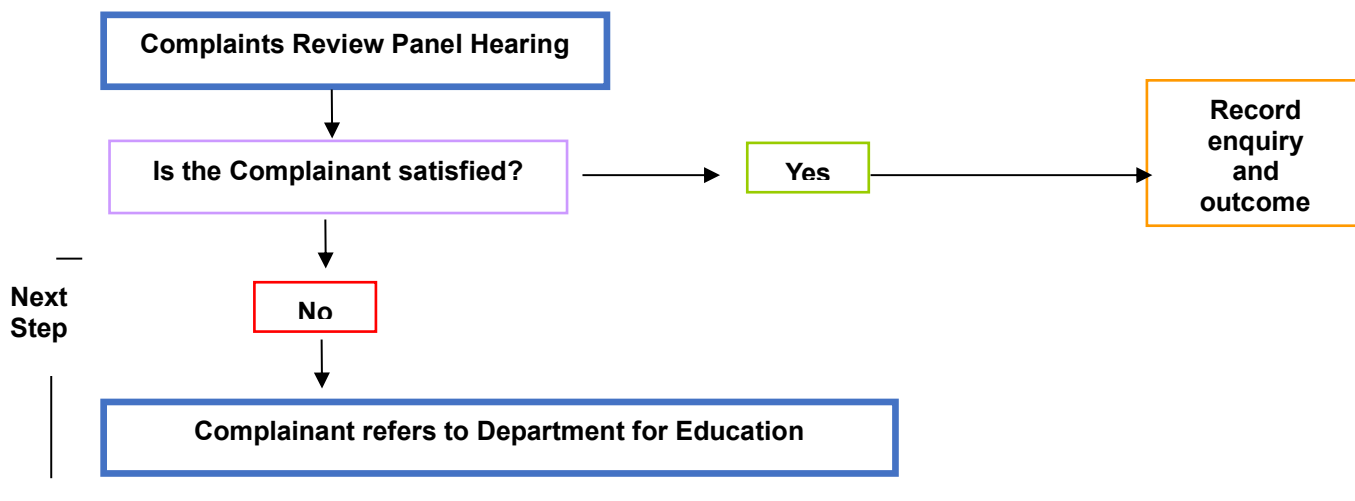 Complaints Review Panel Hearing
Is the Complainant satisfied?
Yes
Record
enquiry
and
outcome
No
Next
Step
Complainant refers to Department for Education